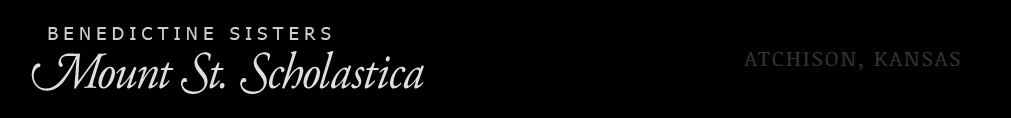 BENEDICTINE SISTERS
Mount St. Scholastica
ATCHISON, KANSAS